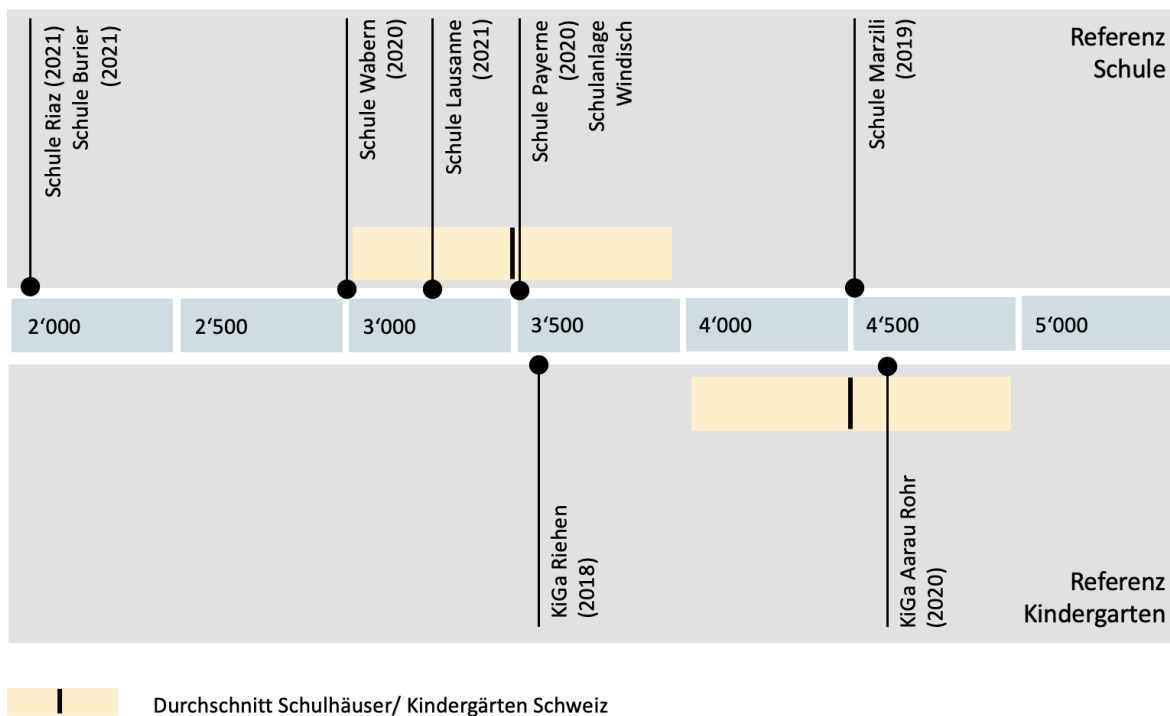 Schule Riaz (2021)
Schule Burier
(2021)
Schule Wabern
(2020)
Schule Lausanne
(2021)
Schule Payerne
(2020)
Schulanlage
Windisch
Schule Marzili
(2019)
Referenz
Schule
2‘000
2‘500
3‘000
3‘500
4‘000
4‘500
5‘000
KiGa Riehen
(2018)
KiGa Aarau Rohr
(2020)
Referenz
Kindergarten
Durchschnitt Schulhäuser/ Kindergärten Schweiz